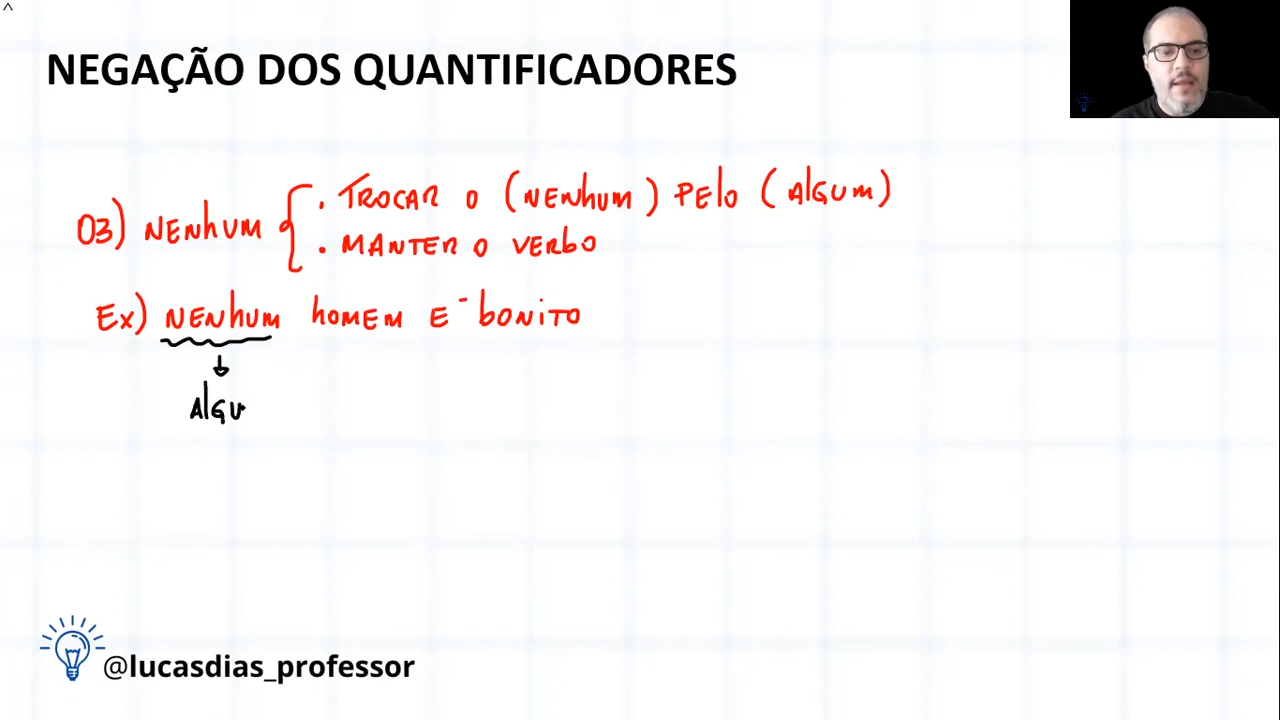 ^
NEGAÇÃO DOS QUANTIFICADORES
03) NENHUM { . TROCAR O (NENHUM) PELO (ALGUM)
. MANTER O VERBO
Ex) NENHUM HOMEM É BONITO
↓
ALGU
@lucasdias_professor